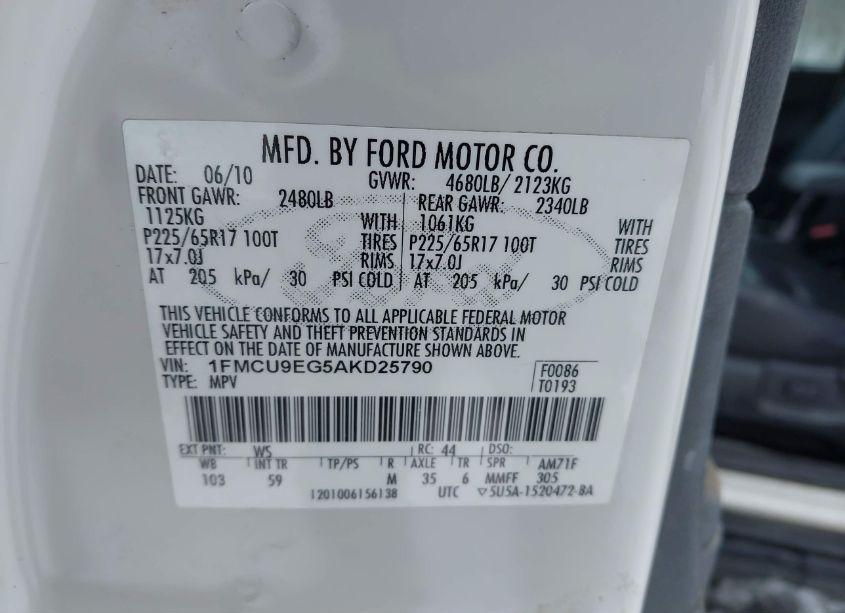 MFD. BY FORD MOTOR CO.
DATE: 06/10 GVWR: 4680LB/ 2123KG
FRONT GAWR: 2480LB REAR GAWR: 2340LB
1125KG WITH 1061KG WITH
P225/65R17 100T TIRES P225/65R17 100T TIRES
17x7.0J RIMS 17x7.0J RIMS
AT 205 kPa/ 30 PSI COLD AT 205 kPa/ 30 PSI COLD
THIS VEHICLE CONFORMS TO ALL APPLICABLE FEDERAL MOTOR
VEHICLE SAFETY AND THEFT PREVENTION STANDARDS IN
EFFECT ON THE DATE OF MANUFACTURE SHOWN ABOVE.
VIN: 1FMCU9EG5AKD25790 F0086
TYPE: MPV T0193
EXT PNT: WS RC: 44 DSO:
WB INT TR TP/PS R AXLE TR SPR AM71F
103 59 M 35 6 MMFF 305
1201006156138 UTC ▽5U5A-1520472-BA